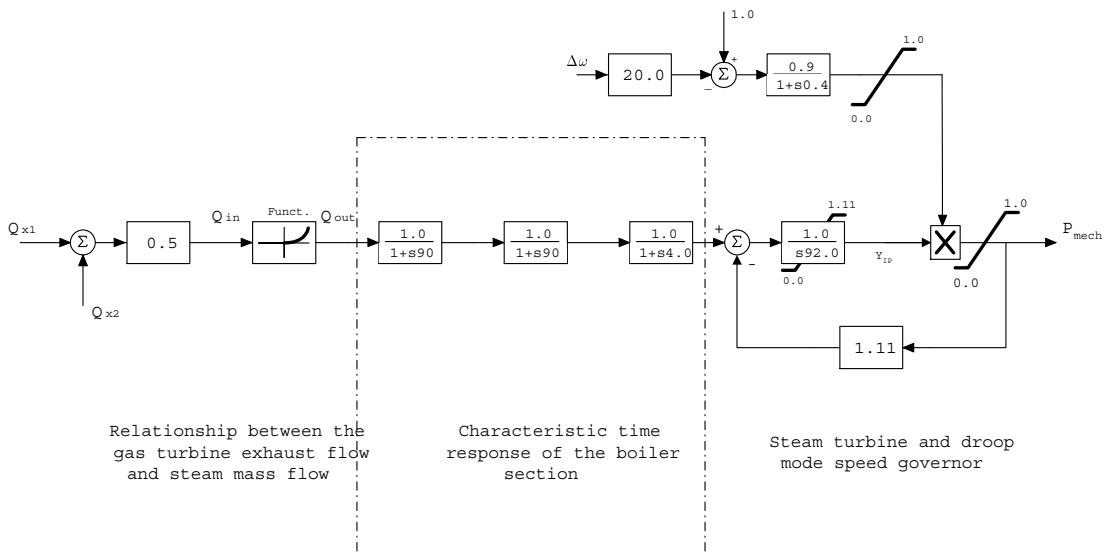 1.0
Δω
20.0
Σ
+
−
0.9
1+s0.4
1.0
0.0
Q x1
Σ
Q x2
0.5
Q in
Funct.
Q out
1.0
1+s90
1.0
1+s90
1.0
1+s4.0
+
Σ
−
1.11
1.0
s92.0
0.0
Y IP
X
1.0
0.0
P mech
1.11
Relationship between the
gas turbine exhaust flow
and steam mass flow
Characteristic time
response of the boiler
section
Steam turbine and droop
mode speed governor